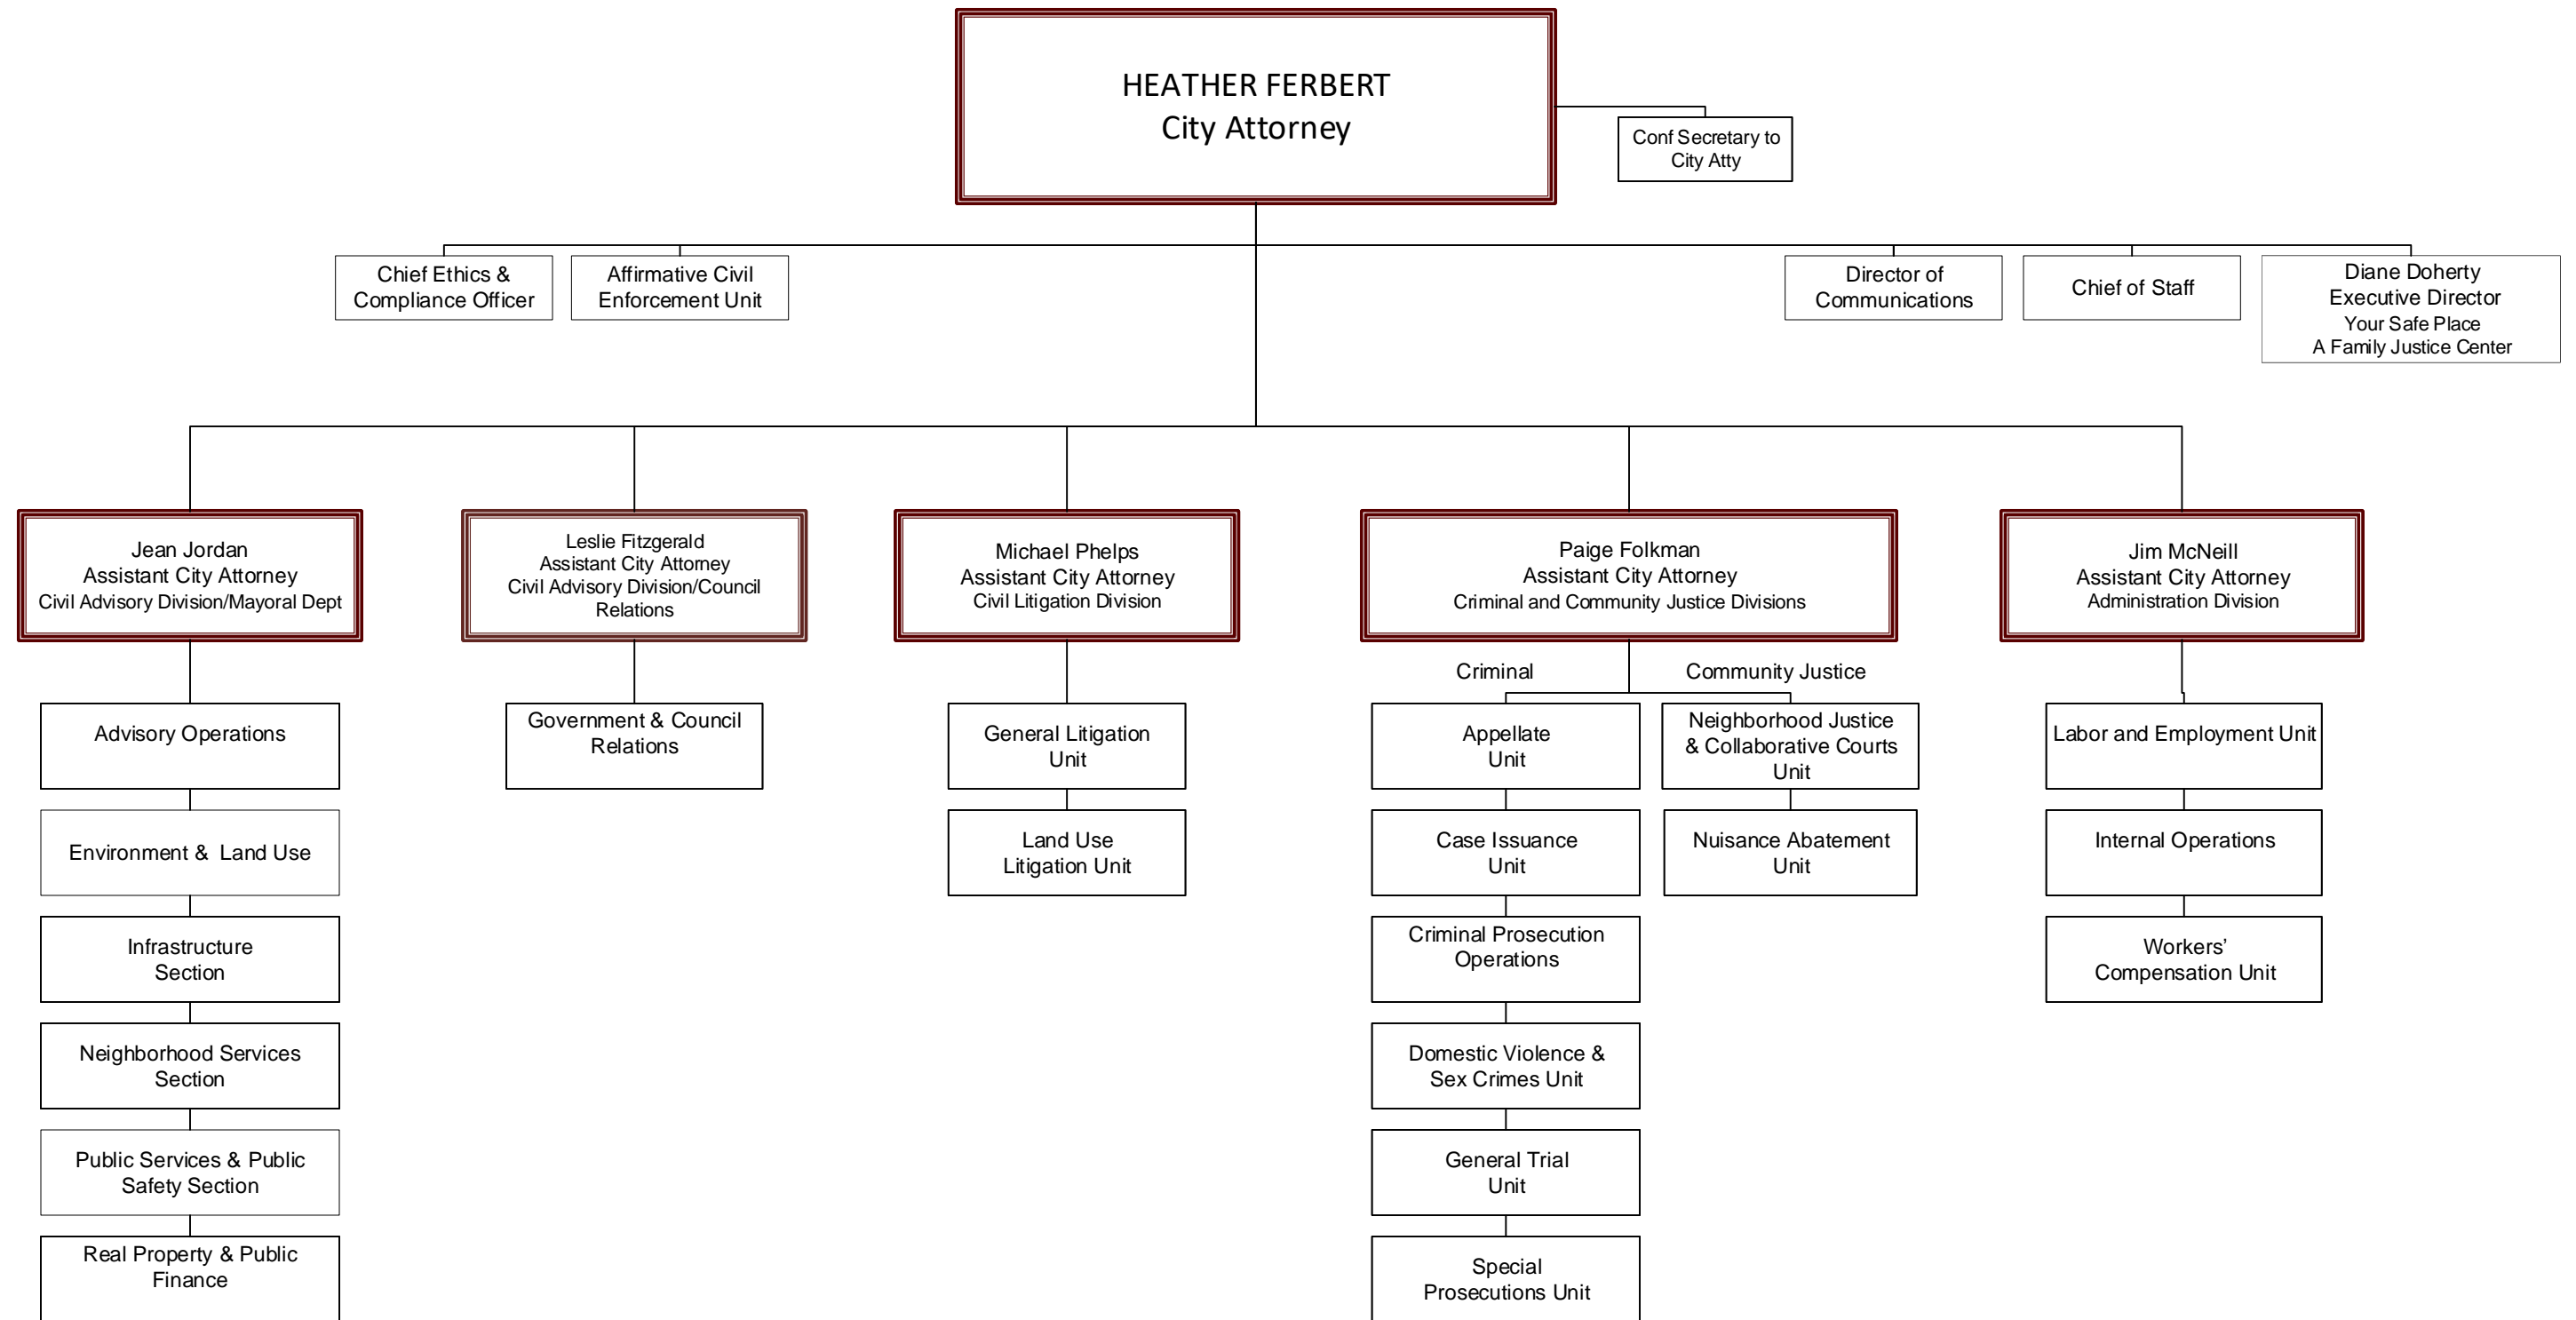 HEATHER FERBERT
City Attorney
Conf Secretary to
City Atty
Chief Ethics &
Compliance Officer
Affirmative Civil
Enforcement Unit
Director of
Communications
Chief of Staff
Diane Doherty
Executive Director
Your Safe Place
A Family Justice Center
Jean Jordan
Assistant City Attorney
Civil Advisory Division/Mayoral Dept
Leslie Fitzgerald
Assistant City Attorney
Civil Advisory Division/Council
Relations
Michael Phelps
Assistant City Attorney
Civil Litigation Division
Paige Folkman
Assistant City Attorney
Criminal and Community Justice Divisions
Jim McNeill
Assistant City Attorney
Administration Division
Advisory Operations
Environment & Land Use
Infrastructure
Section
Neighborhood Services
Section
Public Services & Public
Safety Section
Real Property & Public
Finance
Government & Council
Relations
General Litigation
Unit
Land Use
Litigation Unit
Criminal
Appellate
Unit
Case Issuance
Unit
Criminal Prosecution
Operations
Domestic Violence &
Sex Crimes Unit
General Trial
Unit
Special
Prosecutions Unit
Community Justice
Neighborhood Justice
& Collaborative Courts
Unit
Nuisance Abatement
Unit
Labor and Employment Unit
Internal Operations
Workers’
Compensation Unit